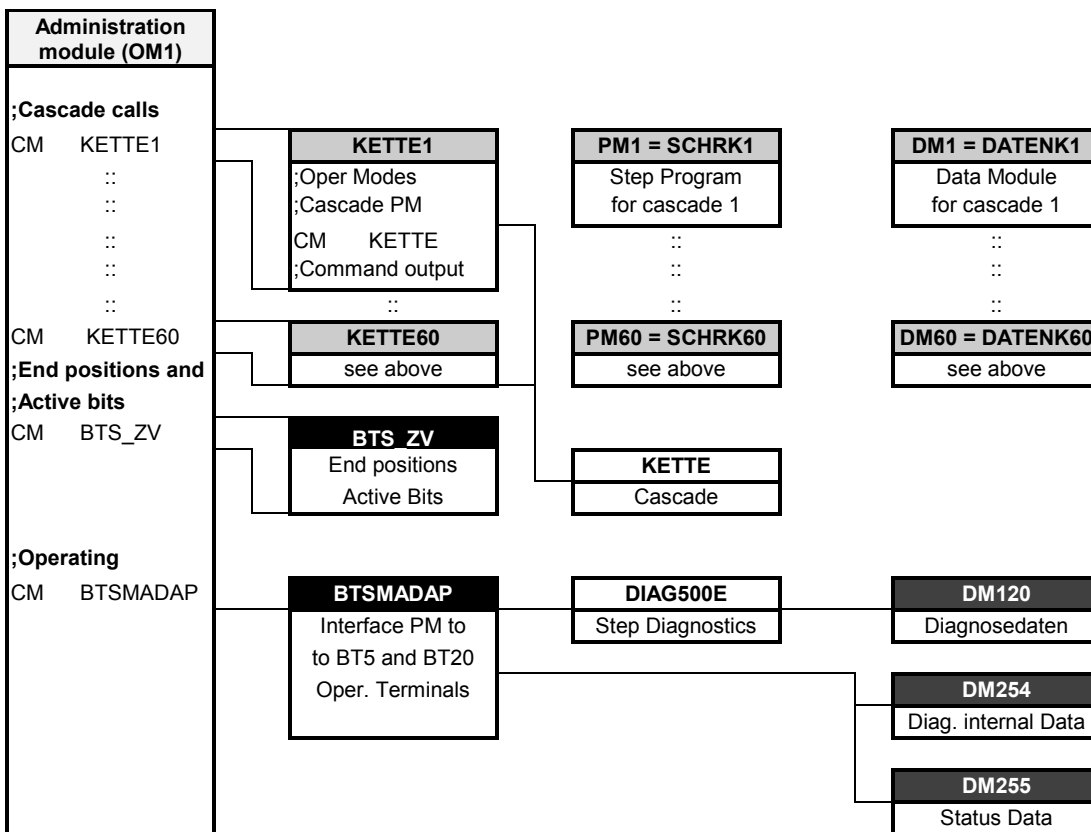 Administration
module (OM1)
;Cascade calls
CM KETTE1
::
::
::
::
::
CM KETTE60
;End positions and
;Active bits
CM BTS_ZV
;Operating
CM BTSMADAP
KETTE1
;Oper Modes
;Cascade PM
CM KETTE
;Command output
::
KETTE60
see above
BTS_ZV
End positions
Active Bits
BTSMADAP
Interface PM to
to BT5 and BT20
Oper. Terminals
PM1 = SCHRK1
Step Program
for cascade 1
::
::
::
PM60 = SCHRK60
see above
KETTE
Cascade
DIAG500E
Step Diagnostics
DM1 = DATENK1
Data Module
for cascade 1
::
::
::
DM60 = DATENK60
see above
DM120
Diagnosedaten
DM254
Diag. internal Data
DM255
Status Data